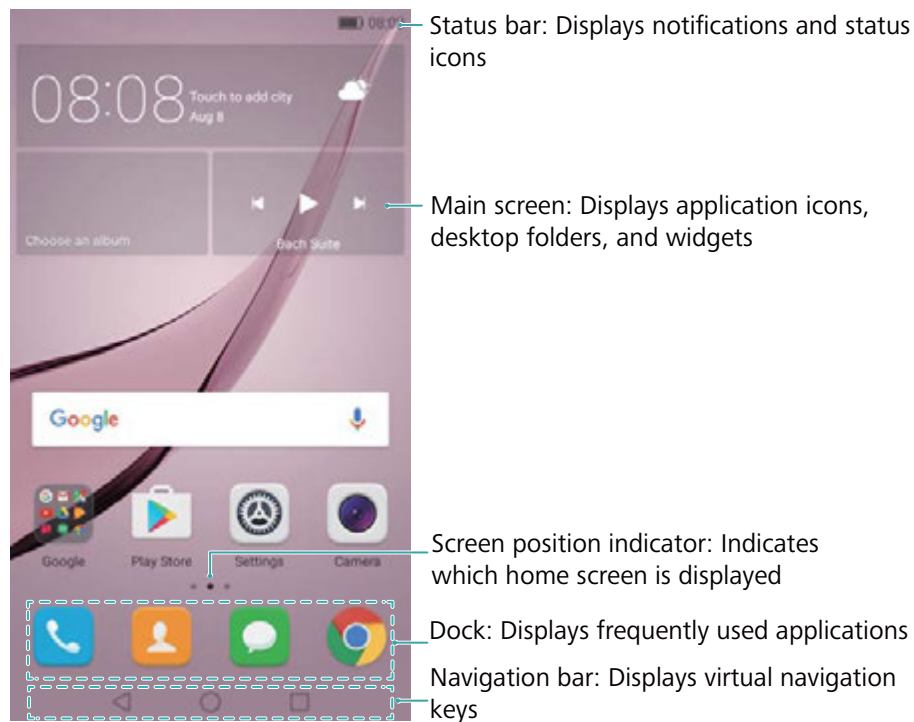 08:08
Status bar: Displays notifications and status
icons
08:08
Touch to add city
Aug 8
Main screen: Displays application icons,
desktop folders, and widgets
Choose an album
Bach Suite
Google
Google
Play Store
Settings
Camera
Screen position indicator: Indicates
which home screen is displayed
Dock: Displays frequently used applications
Navigation bar: Displays virtual navigation
keys